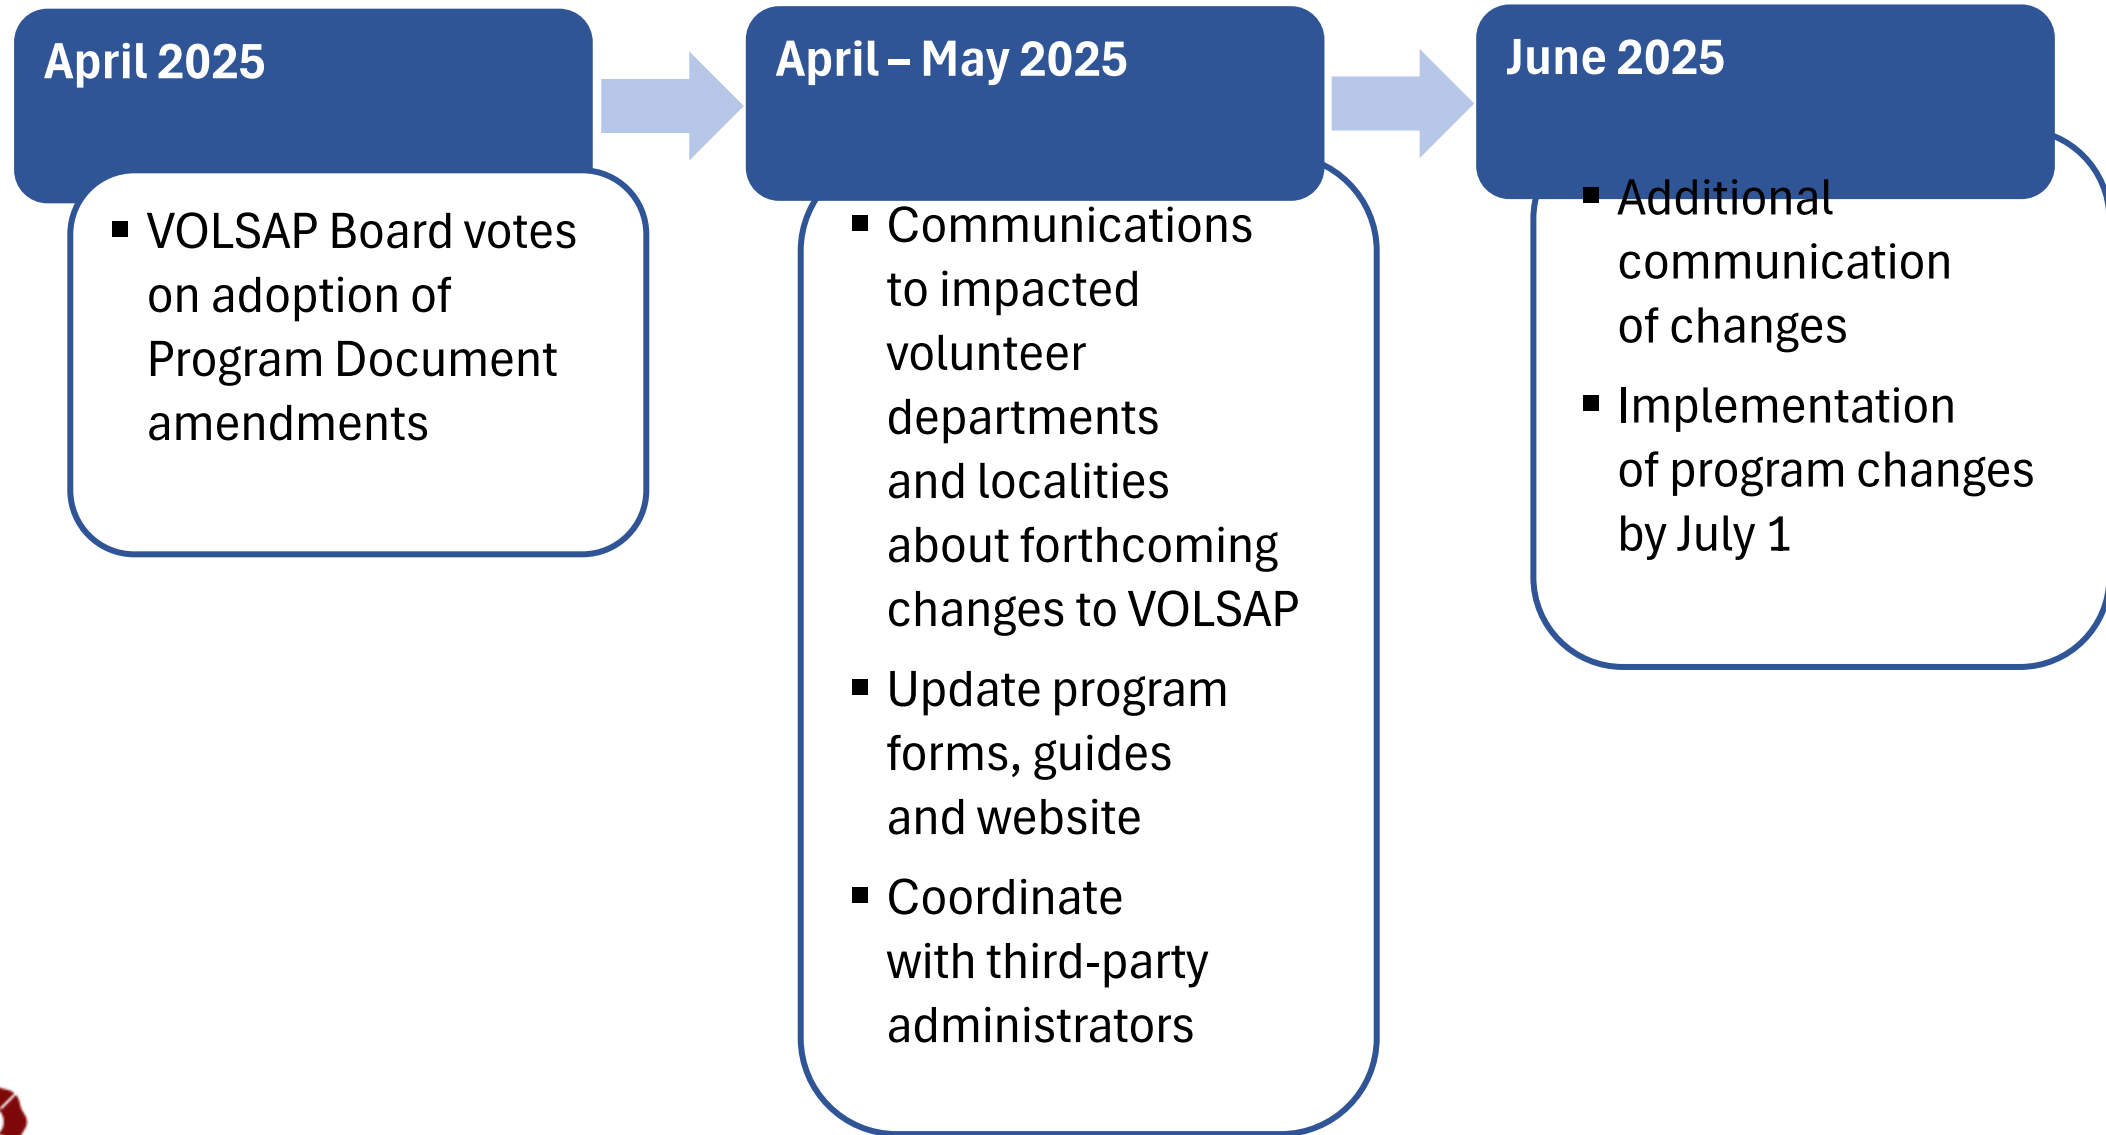 April 2025
▪ VOLSAP Board votes
on adoption of
Program Document
amendments
April – May 2025
▪ Communications
to impacted
volunteer
departments
and localities
about forthcoming
changes to VOLSAP
▪ Update program
forms, guides
and website
▪ Coordinate
with third-party
administrators
June 2025
▪ Additional
communication
of changes
▪ Implementation
of program changes
by July 1